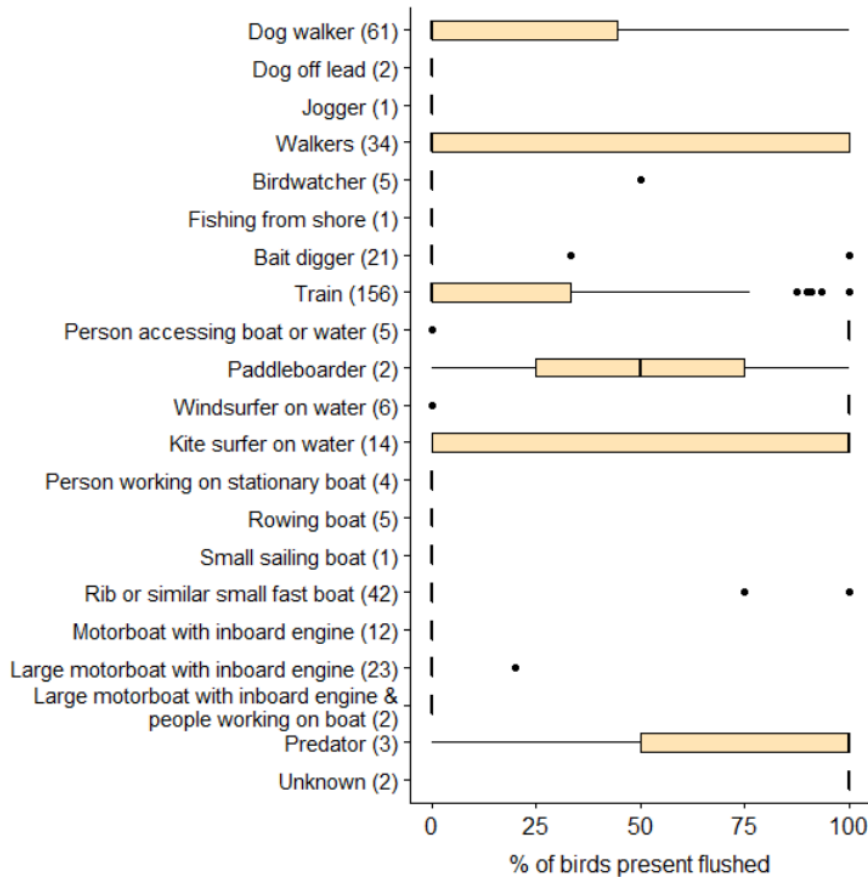 Dog walker (61)
Dog off lead (2)
Jogger (1)
Walkers (34)
Birdwatcher (5)
Fishing from shore (1)
Bait digger (21)
Train (156)
Person accessing boat or water (5)
Paddleboarder (2)
Windsurfer on water (6)
Kite surfer on water (14)
Person working on stationary boat (4)
Rowing boat (5)
Small sailing boat (1)
Rib or similar small fast boat (42)
Motorboat with inboard engine (12)
Large motorboat with inboard engine (23)
Large motorboat with inboard engine &
people working on boat (2)
Predator (3)
Unknown (2)
0 25 50 75 100
% of birds present flushed